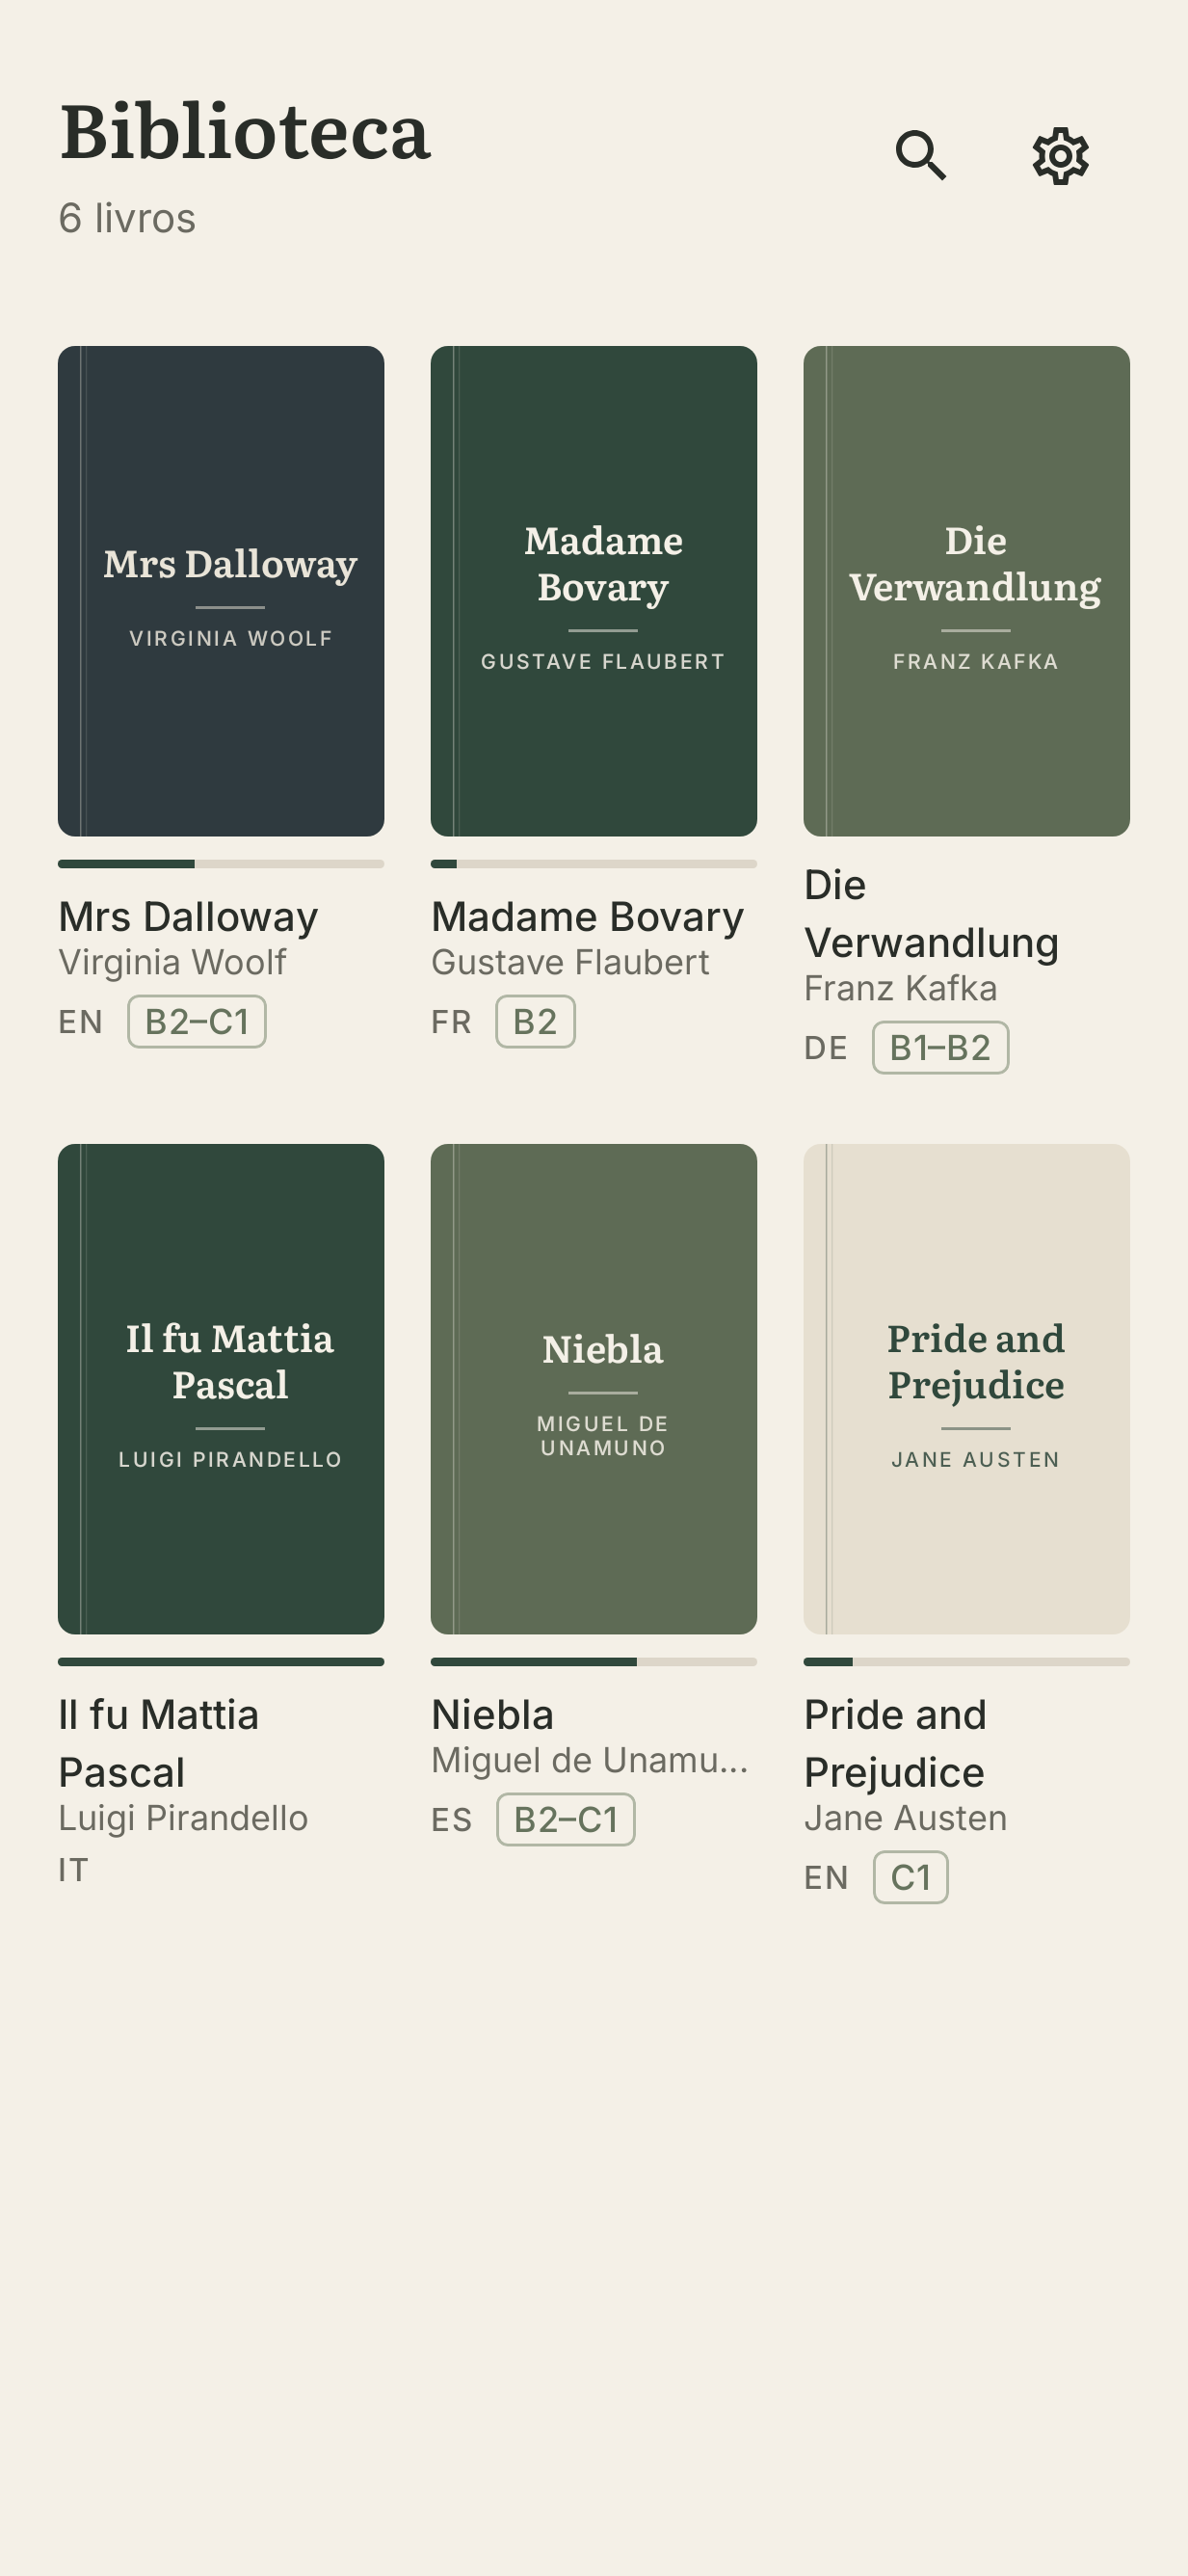 Biblioteca
6 livros
Mrs Dalloway
VIRGINIA WOOLF
Mrs Dalloway
Virginia Woolf
EN B2–C1
Madame
Bovary
GUSTAVE FLAUBERT
Madame Bovary
Gustave Flaubert
FR B2
Die
Verwandlung
FRANZ KAFKA
Die
Verwandlung
Franz Kafka
DE B1–B2
Il fu Mattia
Pascal
LUIGI PIRANDELLO
Il fu Mattia
Pascal
Luigi Pirandello
IT
Niebla
MIGUEL DE
UNAMUNO
Niebla
Miguel de Unamu...
ES B2–C1
Pride and
Prejudice
JANE AUSTEN
Pride and
Prejudice
Jane Austen
EN C1